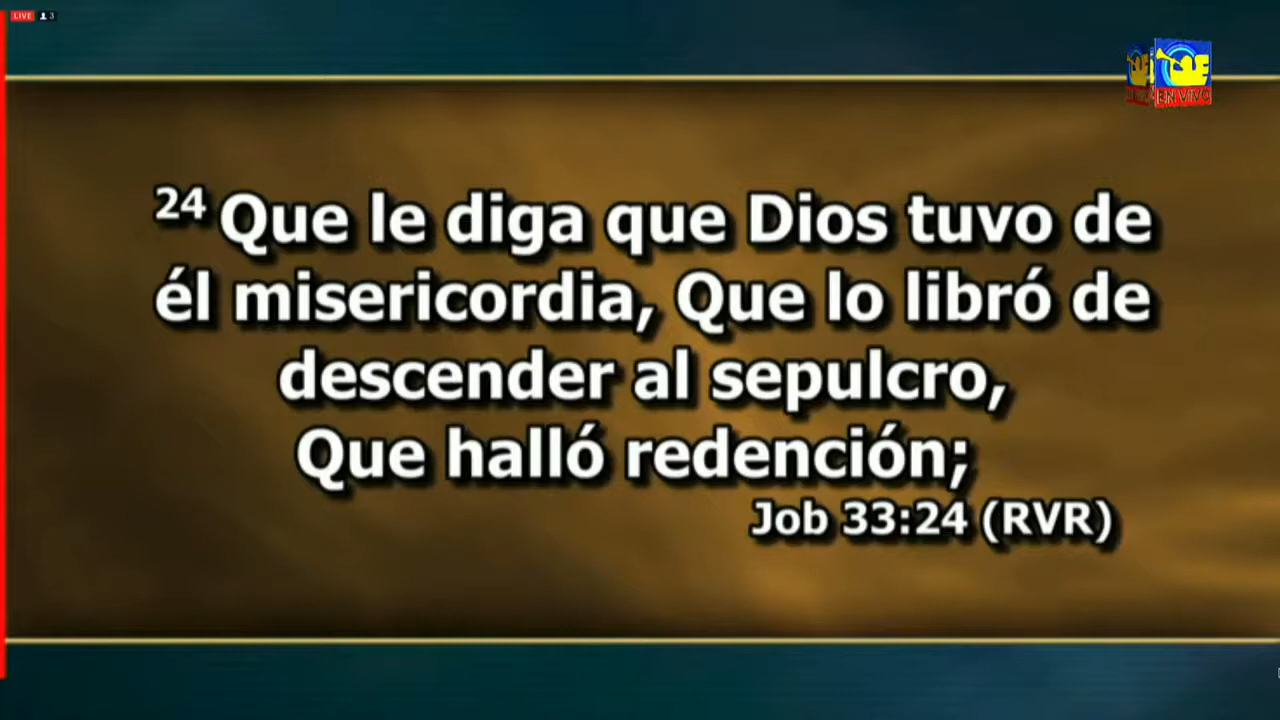 LIVE 3
EN VIVO
24 Que le diga que Dios tuvo de
él misericordia, Que lo libró de
descender al sepulcro,
Que halló redención;
Job 33:24 (RVR)